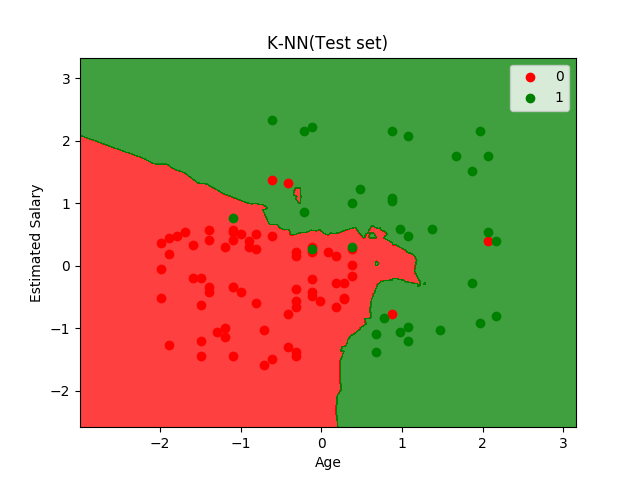 K-NN(Test set)
0
1
3
2
1
0
−1
−2
Estimated Salary
−2 −1 0 1 2 3
Age